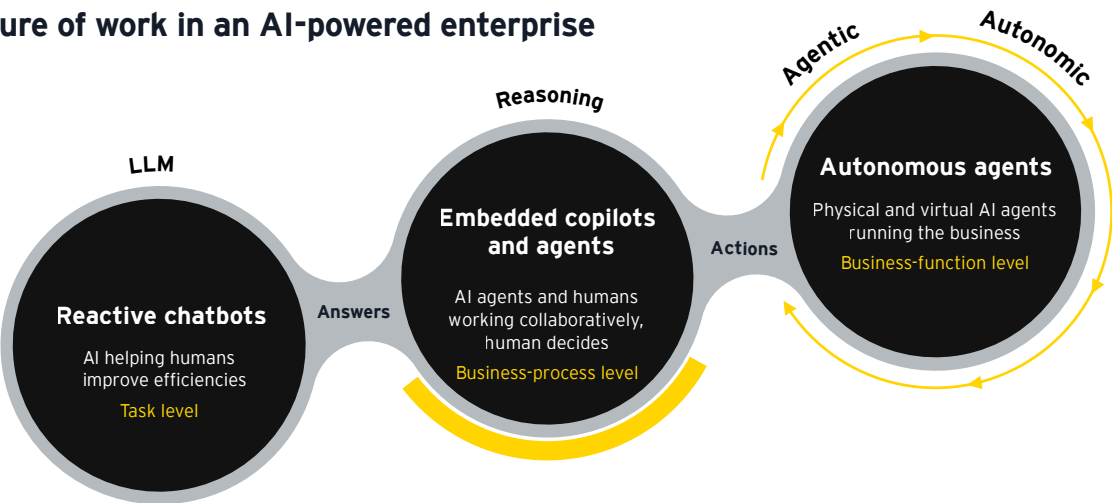 ure of work in an AI-powered enterprise
LLM
Reactive chatbots
AI helping humans
improve efficiencies
Task level
Answers
Reasoning
Embedded copilots
and agents
AI agents and humans
working collaboratively,
human decides
Business-process level
Actions
Agentic
Autonomic
Autonomous agents
Physical and virtual AI agents
running the business
Business-function level